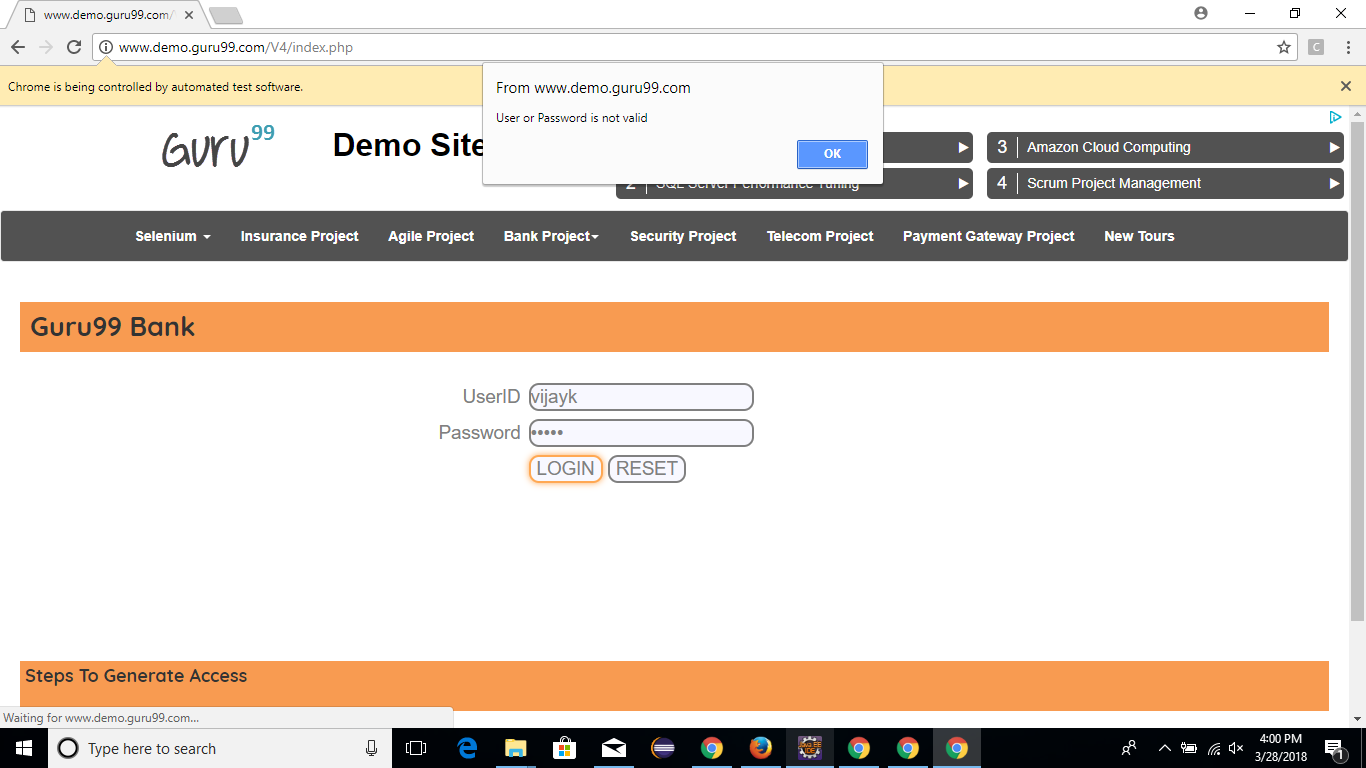 www.demo.guru99.com/
www.demo.guru99.com/V4/index.php
C
Chrome is being controlled by automated test software.
From www.demo.guru99.com
User or Password is not valid
OK
Guru99
Demo Site
3 Amazon Cloud Computing
2 SQL Server Performance Tuning
4 Scrum Project Management
Selenium Insurance Project Agile Project Bank Project Security Project Telecom Project Payment Gateway Project New Tours
Guru99 Bank
UserID vijayk
Password •••••
LOGIN RESET
Steps To Generate Access
Waiting for www.demo.guru99.com...
Type here to search
4:00 PM
3/28/2018
1